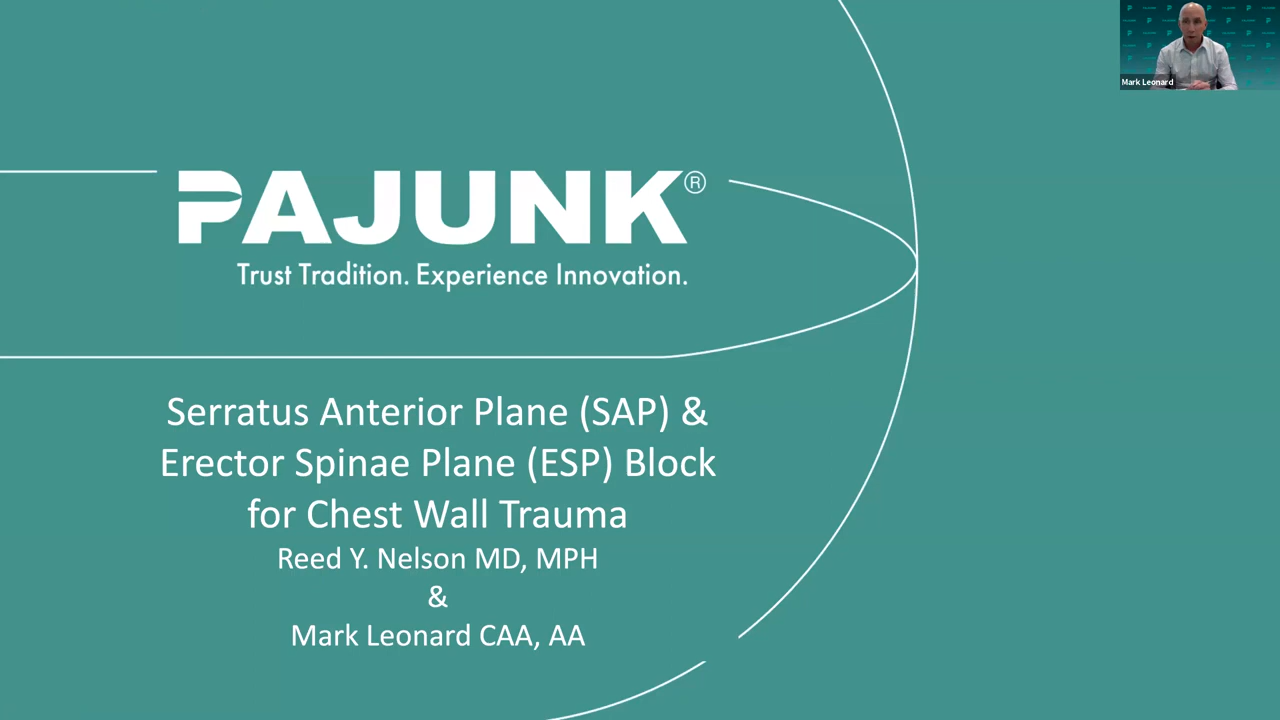 Mark Leonard
PAJUNK®
Trust Tradition. Experience Innovation.
Serratus Anterior Plane (SAP) &
Erector Spinae Plane (ESP) Block
for Chest Wall Trauma
Reed Y. Nelson MD, MPH
&
Mark Leonard CAA, AA